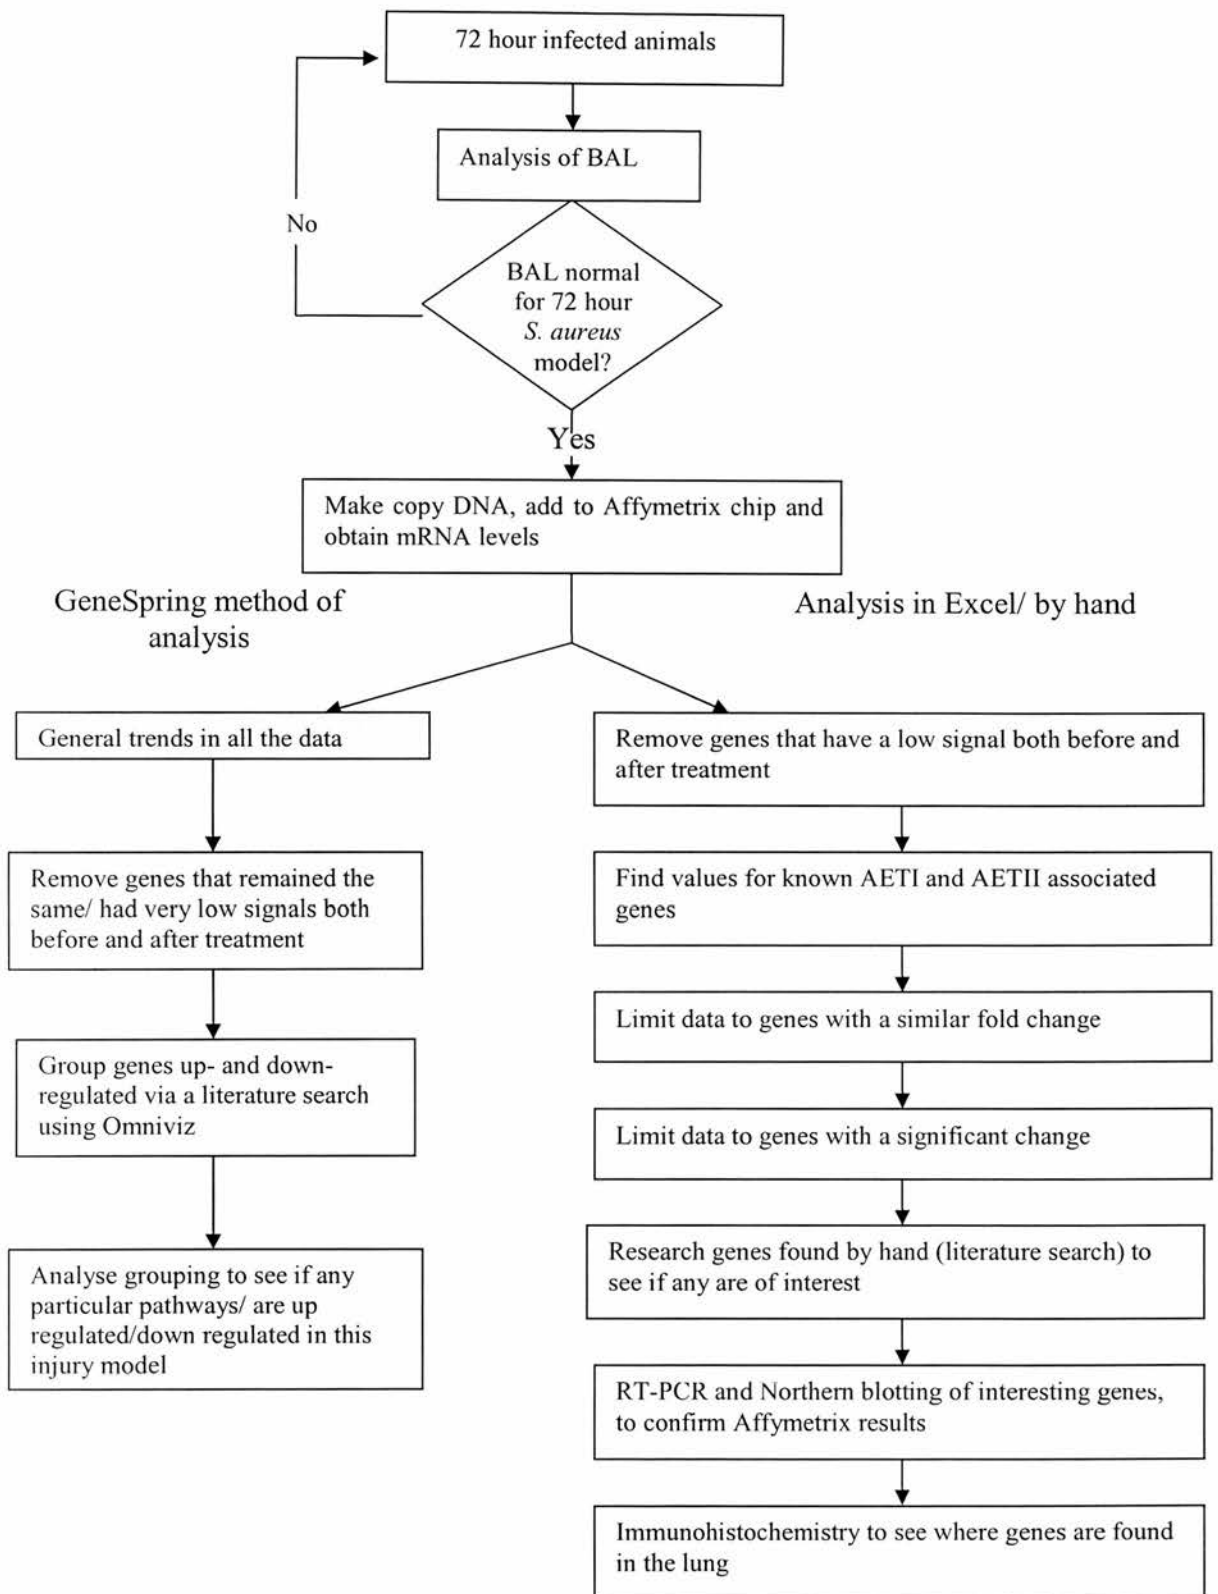 72 hour infected animals
Analysis of BAL
No
BAL normal
for 72 hour
S. aureus
model?
Yes
Make copy DNA, add to Affymetrix chip and
obtain mRNA levels
GeneSpring method of
analysis
Analysis in Excel/ by hand
General trends in all the data
Remove genes that remained the
same/ had very low signals both
before and after treatment
Group genes up- and down-
regulated via a literature search
using Omniviz
Analyse grouping to see if any
particular pathways/ are up
regulated/down regulated in this
injury model
Remove genes that have a low signal both before and
after treatment
Find values for known AETI and AETII associated
genes
Limit data to genes with a similar fold change
Limit data to genes with a significant change
Research genes found by hand (literature search) to
see if any are of interest
RT-PCR and Northern blotting of interesting genes,
to confirm Affymetrix results
Immunohistochemistry to see where genes are found
in the lung